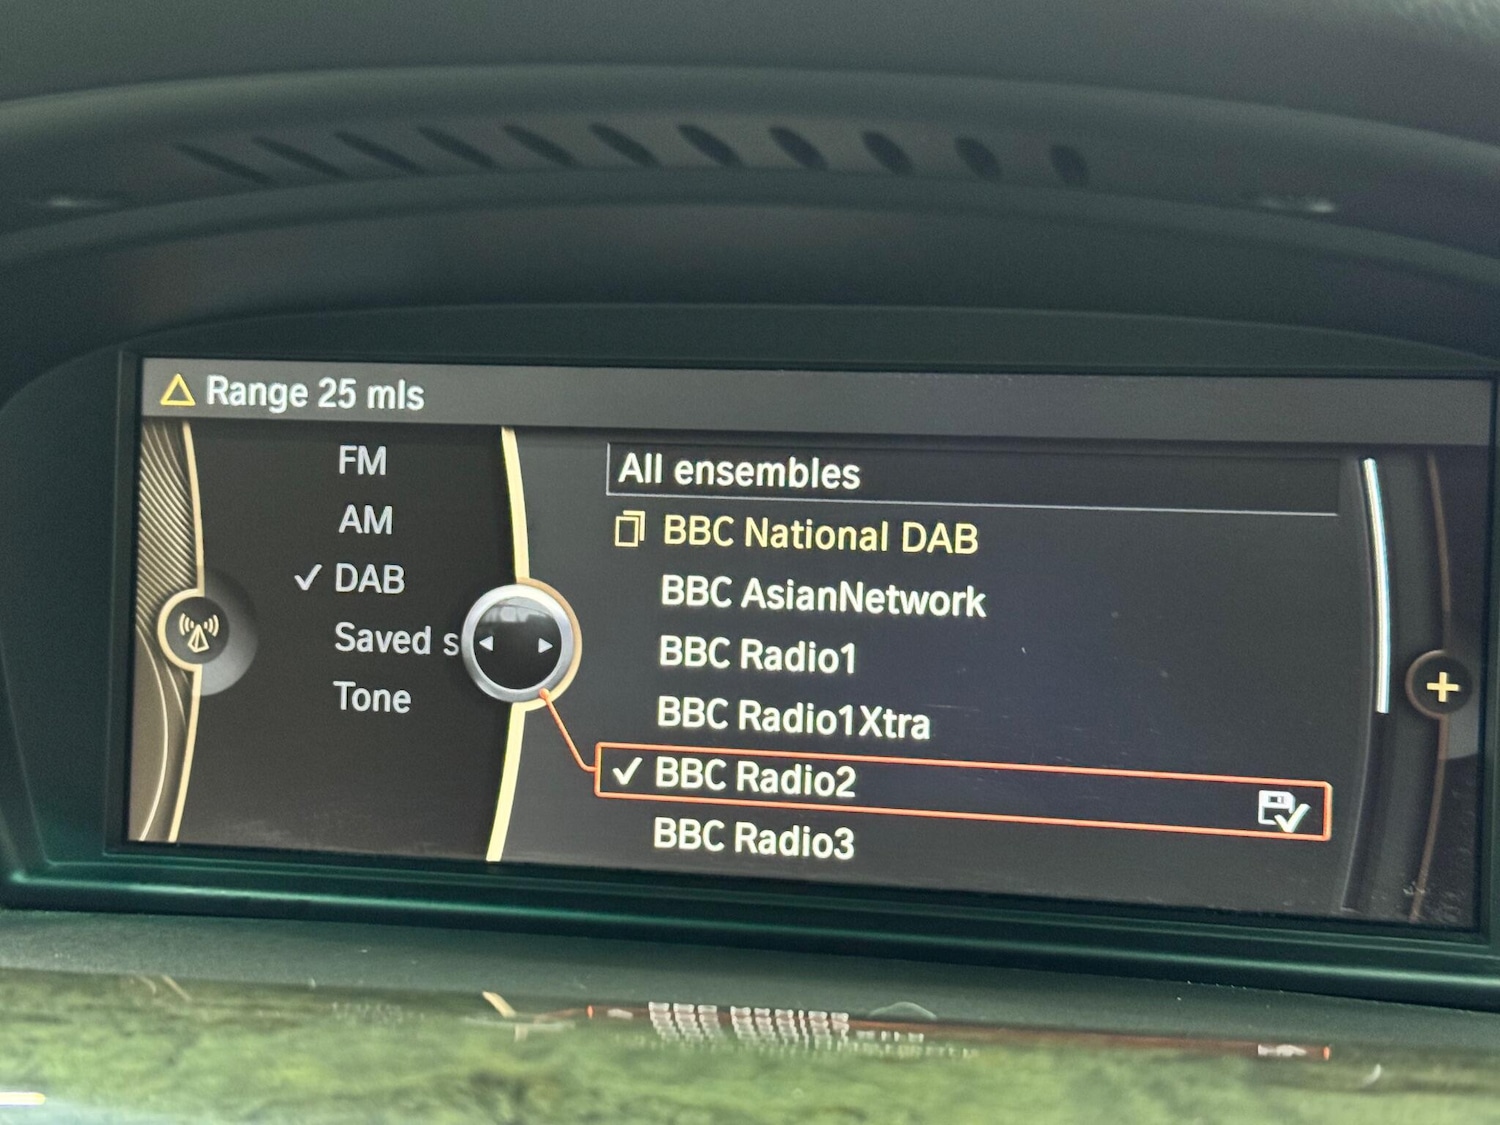 Range 25 mls
FM
AM
DAB
Saved s
Tone
All ensembles
BBC National DAB
BBC AsianNetwork
BBC Radio1
BBC Radio1Xtra
BBC Radio2
BBC Radio3